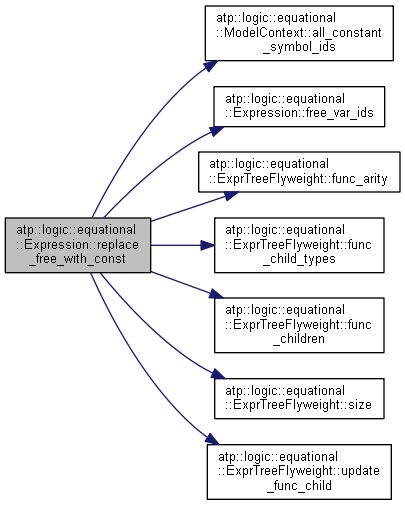 atp::logic::equational
::ModelContext::all_constant
_symbol_ids
atp::logic::equational
::Expression::free_var_ids
atp::logic::equational
::ExprTreeFlyweight::func_arity
atp::logic::equational
::Expression::replace
_free_with_const
atp::logic::equational
::ExprTreeFlyweight::func
_child_types
atp::logic::equational
::ExprTreeFlyweight::func
_children
atp::logic::equational
::ExprTreeFlyweight::size
atp::logic::equational
::ExprTreeFlyweight::update
_func_child